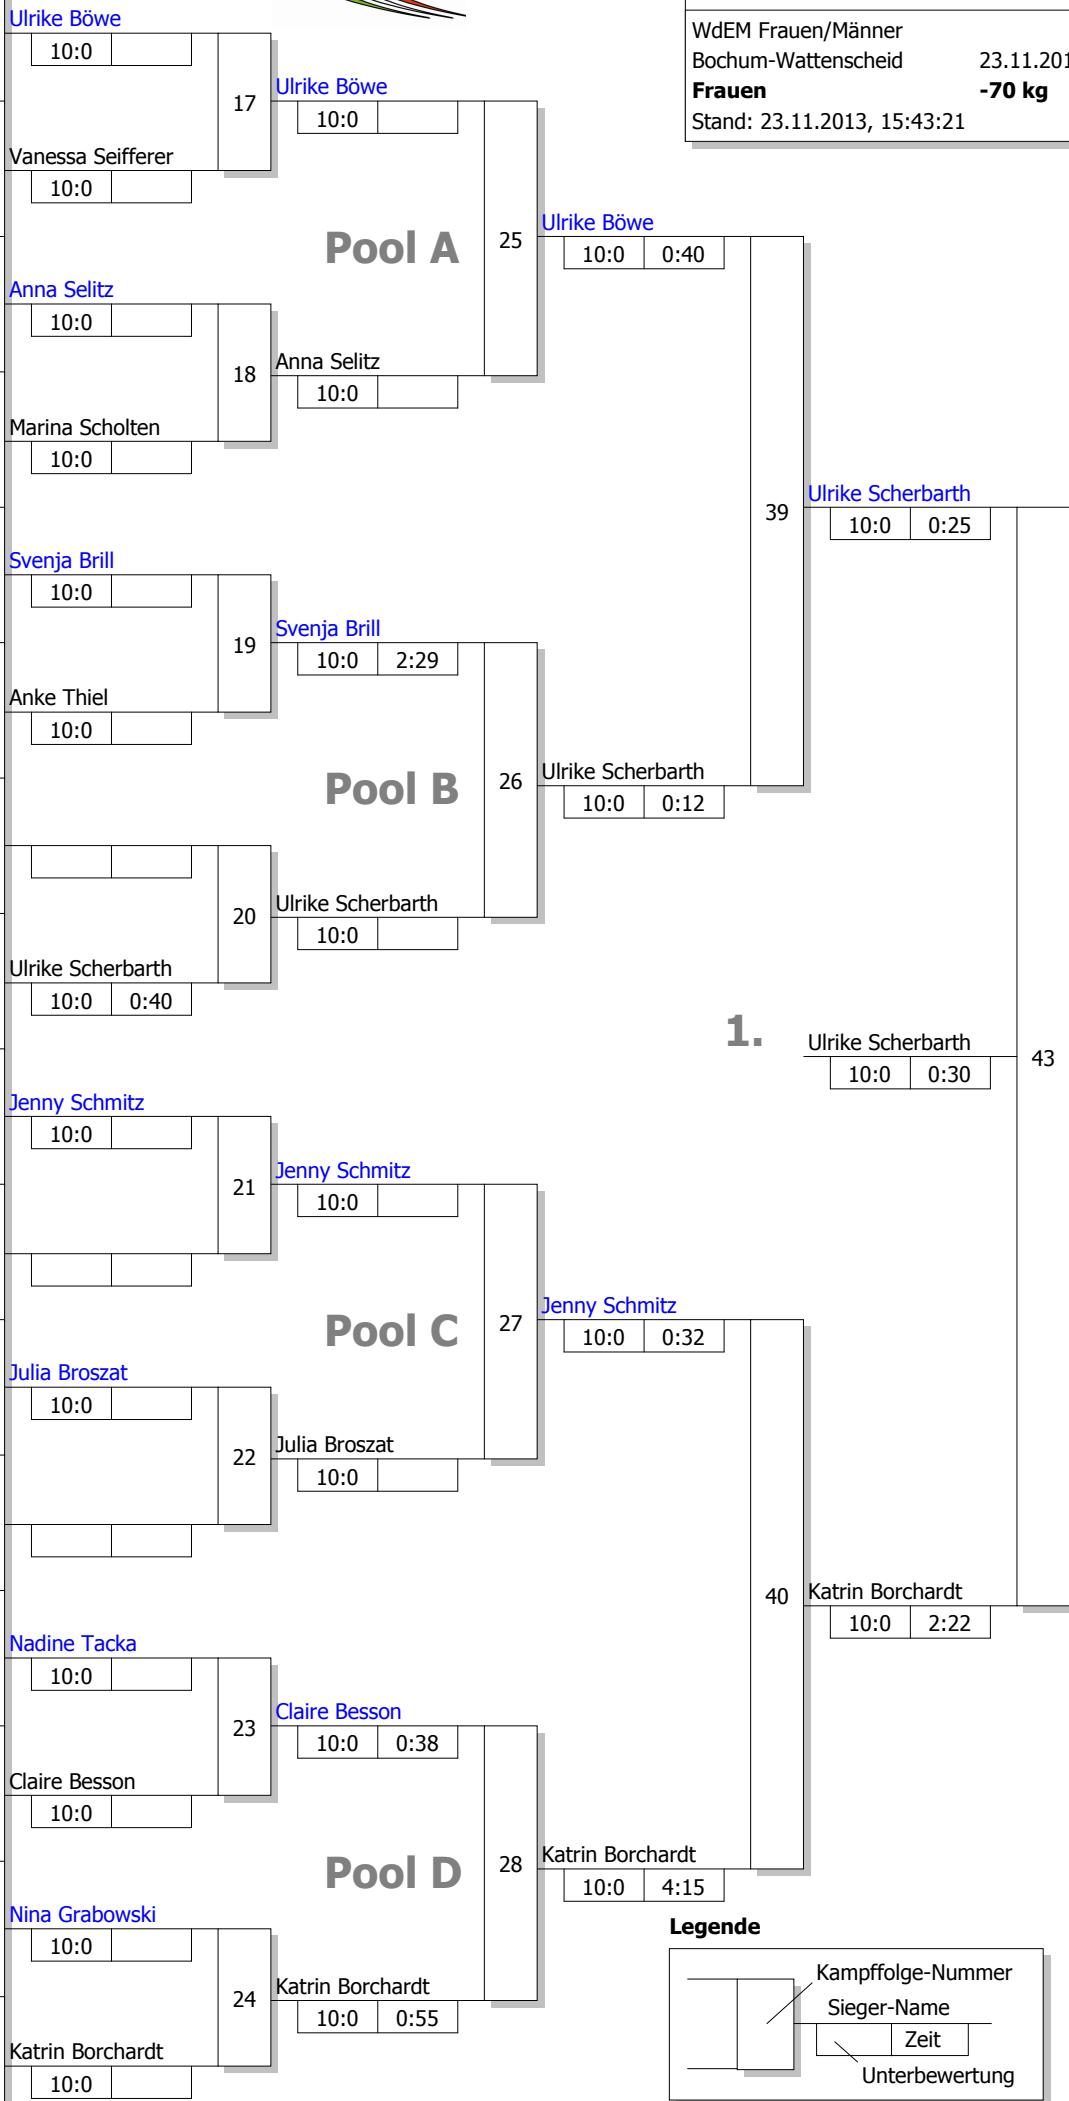 Ulrike Böwe
10:0
WdEM Frauen/Männer
Bochum-Wattenscheid 23.11.201
Frauen -70 kg
Stand: 23.11.2013, 15:43:21
17
Ulrike Böwe
10:0
Vanessa Seifferer
10:0
Pool A
25
Ulrike Böwe
10:0 0:40
Anna Selitz
10:0
18
Anna Selitz
10:0
Marina Scholten
10:0
39
Ulrike Scherbarth
10:0 0:25
Svenja Brill
10:0
19
Svenja Brill
10:0 2:29
Anke Thiel
10:0
Pool B
26
Ulrike Scherbarth
10:0 0:12
20
Ulrike Scherbarth
10:0
Ulrike Scherbarth
10:0 0:40
1.
Ulrike Scherbarth
10:0 0:30
43
Jenny Schmitz
10:0
21
Jenny Schmitz
10:0
Pool C
27
Jenny Schmitz
10:0 0:32
Julia Broszat
10:0
22
Julia Broszat
10:0
40
Katrin Borchardt
10:0 2:22
Nadine Tacka
10:0
23
Claire Besson
10:0 0:38
Claire Besson
10:0
Pool D
28
Katrin Borchardt
10:0 4:15
Nina Grabowski
10:0
24
Katrin Borchardt
10:0 0:55
Katrin Borchardt
10:0
Legende
Kampffolge-Nummer
Sieger-Name
Zeit
Unterbewertung